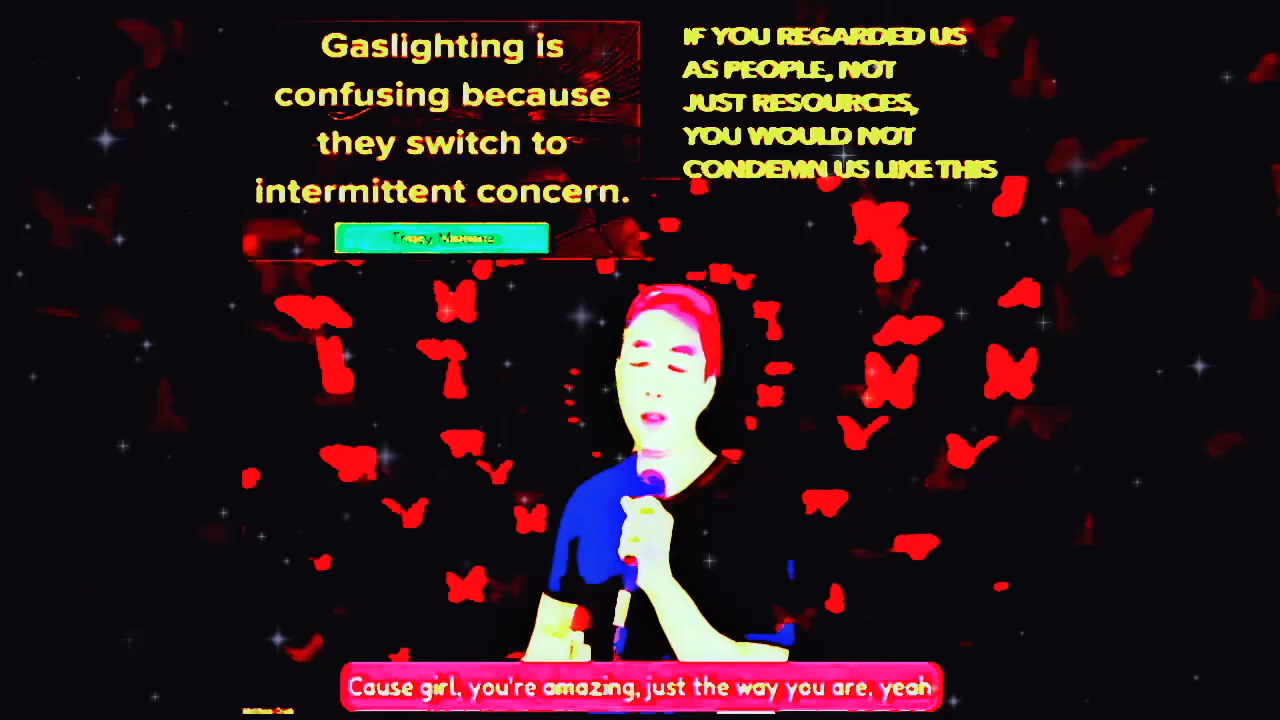 Gaslighting is
confusing because
they switch to
intermittent concern.
IF YOU REGARDED US
AS PEOPLE, NOT
JUST RESOURCES,
YOU WOULD NOT
CONDEMN US LIKE THIS
Cause girl, you're amazing, just the way you are, yeah